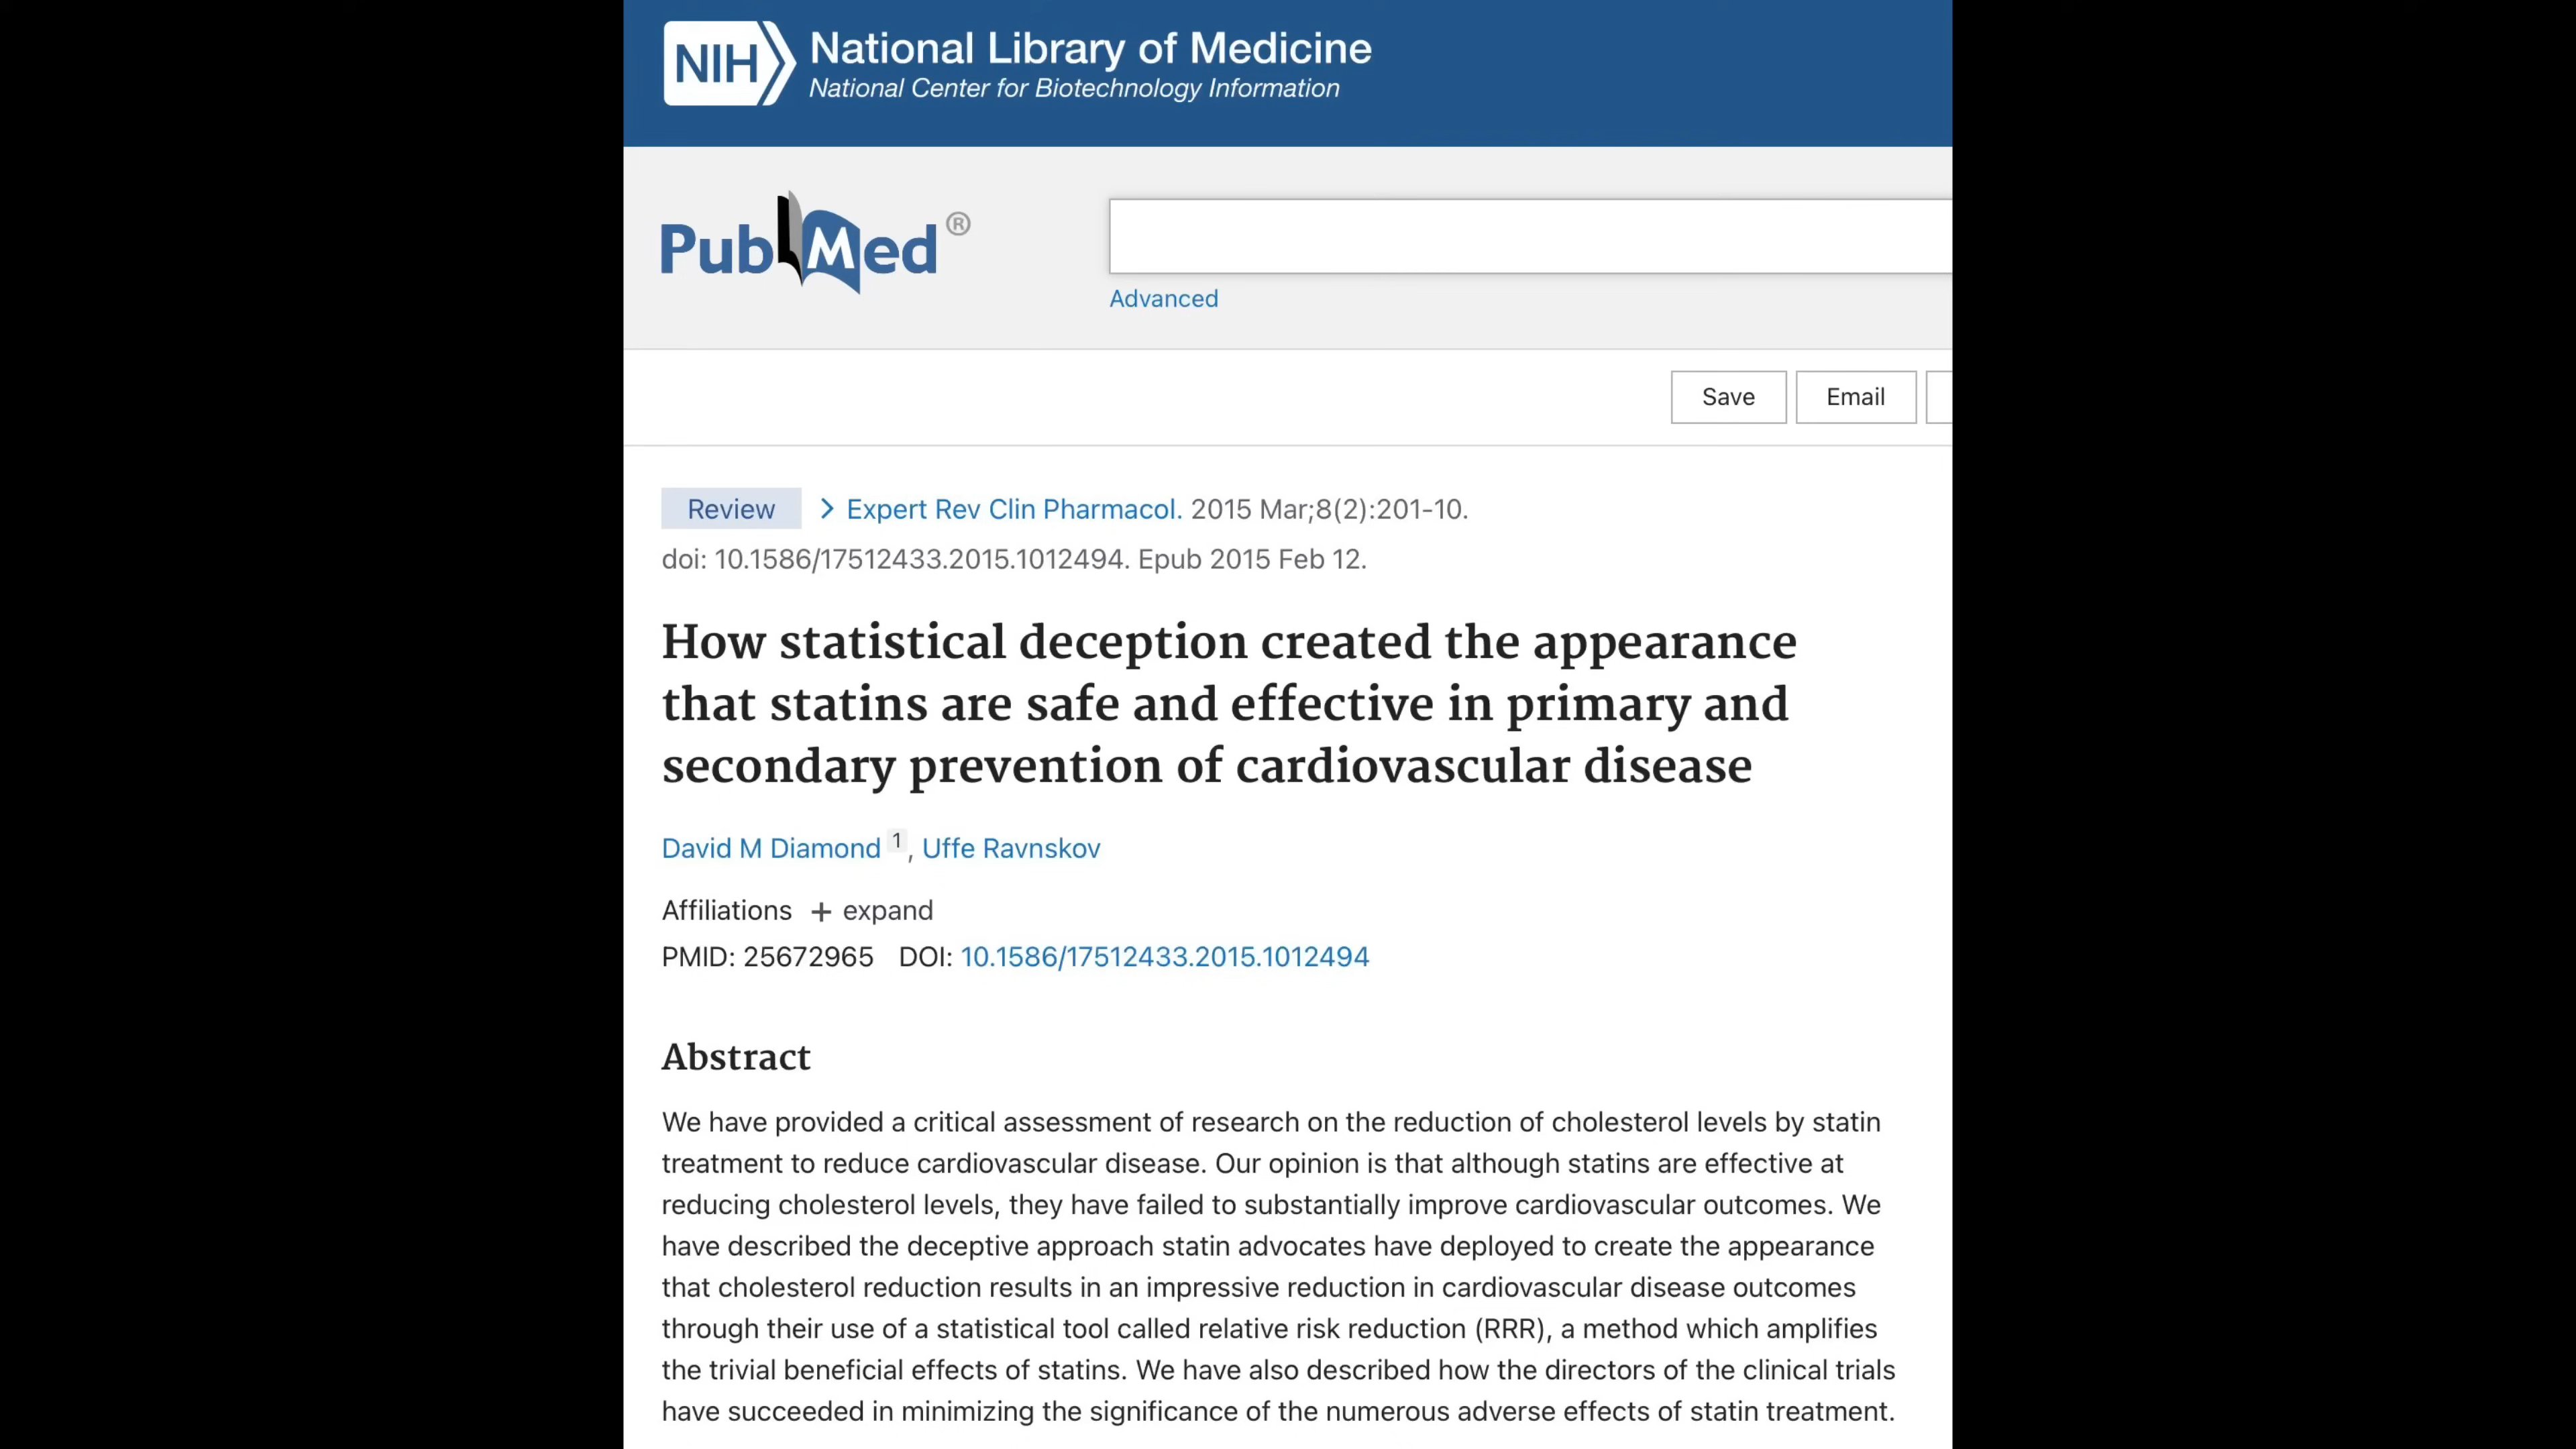 NIH National Library of Medicine
National Center for Biotechnology Information
PubMed®
Advanced
Save Email
Review > Expert Rev Clin Pharmacol. 2015 Mar;8(2):201-10.
doi: 10.1586/17512433.2015.1012494. Epub 2015 Feb 12.
How statistical deception created the appearance
that statins are safe and effective in primary and
secondary prevention of cardiovascular disease
David M Diamond 1, Uffe Ravnskov
Affiliations + expand
PMID: 25672965 DOI: 10.1586/17512433.2015.1012494
Abstract
We have provided a critical assessment of research on the reduction of cholesterol levels by statin
treatment to reduce cardiovascular disease. Our opinion is that although statins are effective at
reducing cholesterol levels, they have failed to substantially improve cardiovascular outcomes. We
have described the deceptive approach statin advocates have deployed to create the appearance
that cholesterol reduction results in an impressive reduction in cardiovascular disease outcomes
through their use of a statistical tool called relative risk reduction (RRR), a method which amplifies
the trivial beneficial effects of statins. We have also described how the directors of the clinical trials
have succeeded in minimizing the significance of the numerous adverse effects of statin treatment.